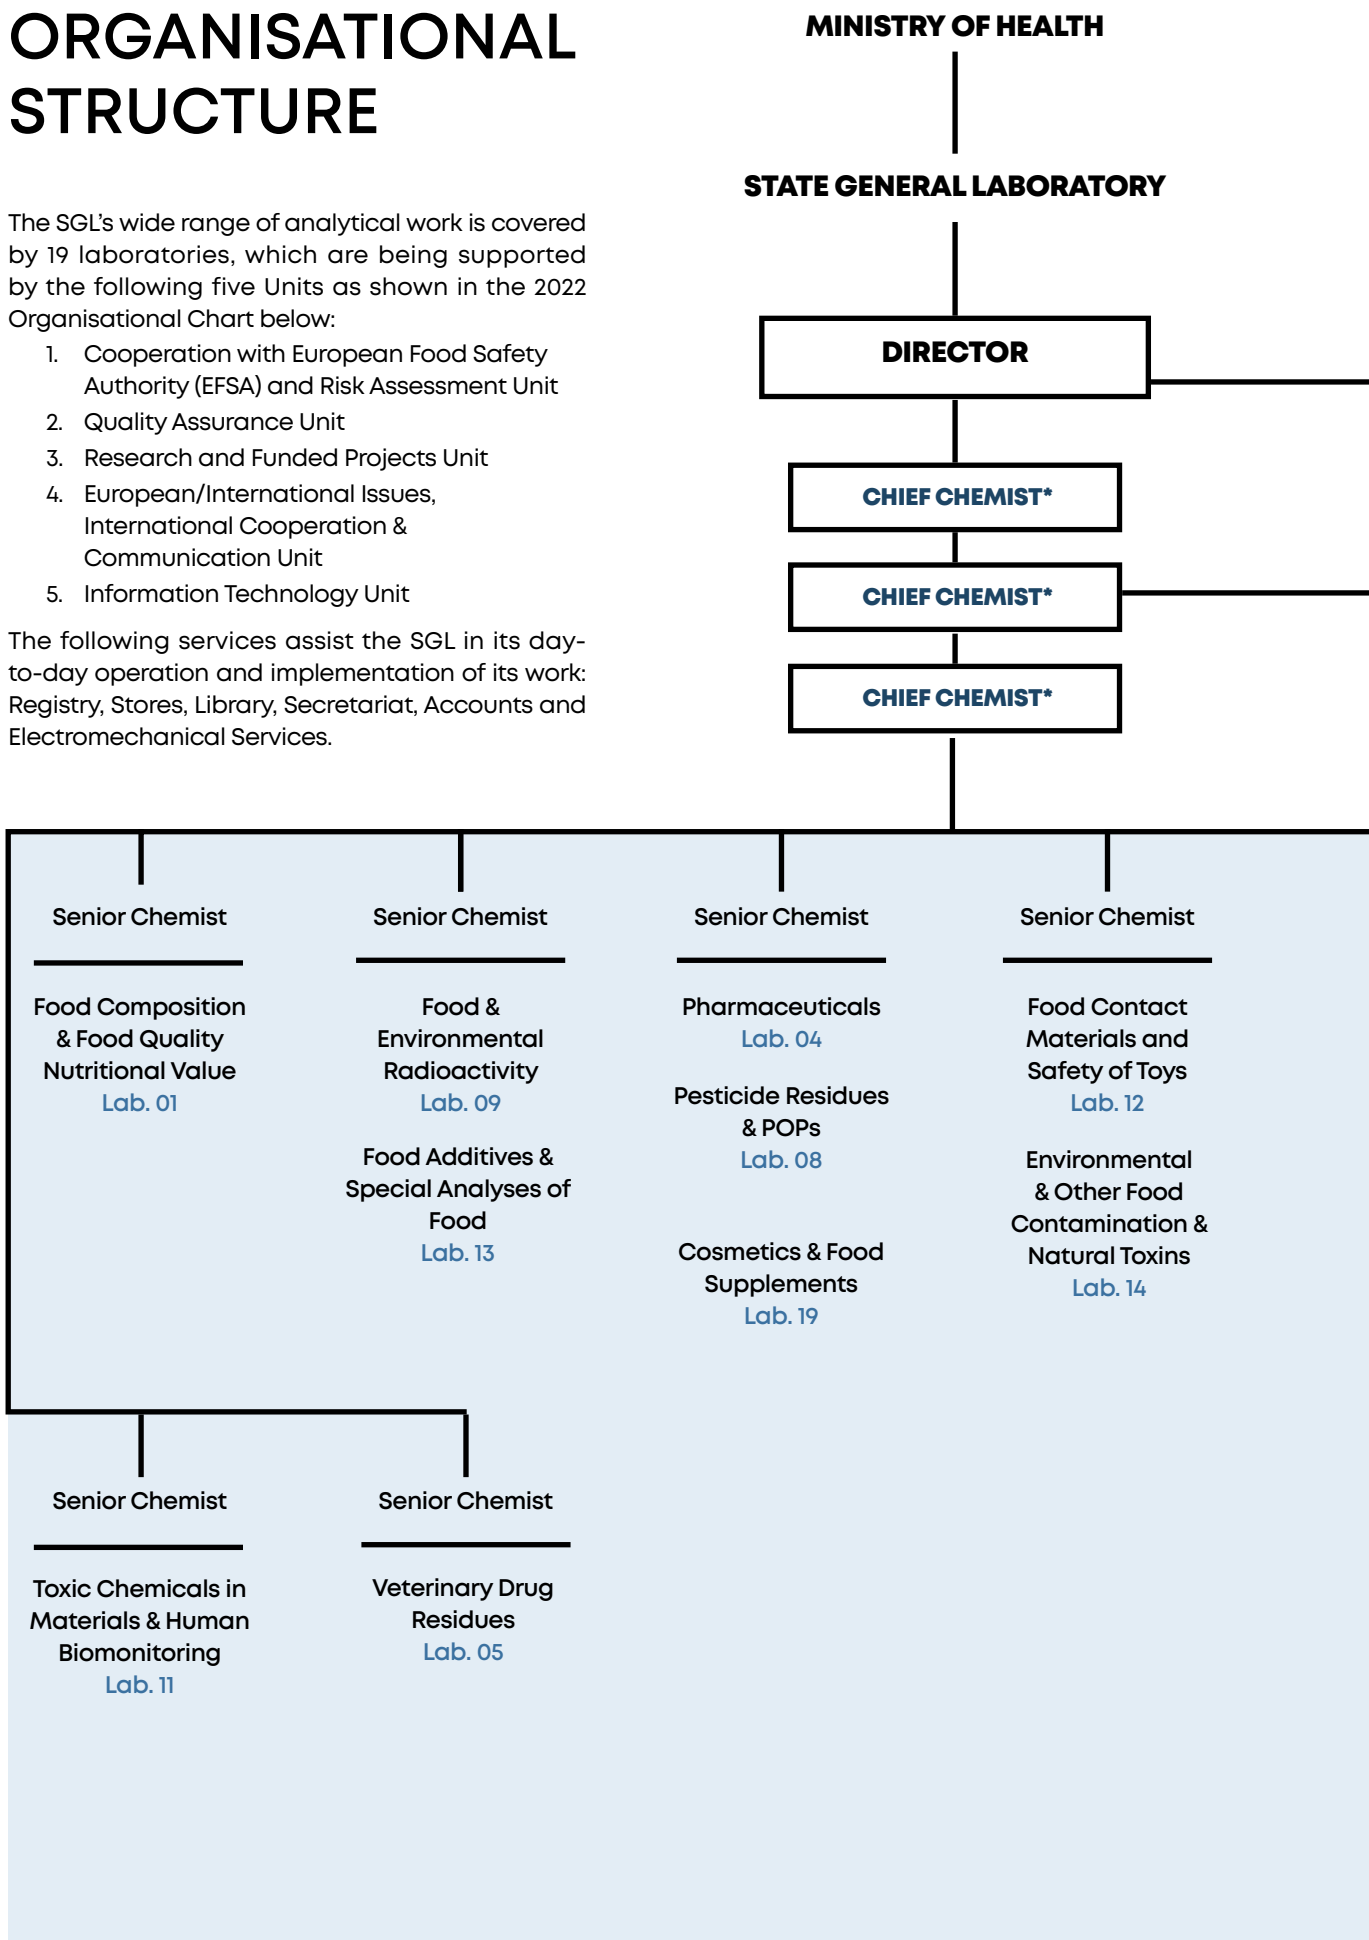 ORGANISATIONAL
STRUCTURE
The SGL's wide range of analytical work is covered
by 19 laboratories, which are being supported
by the following five Units as shown in the 2022
Organisational Chart below:
1. Cooperation with European Food Safety
Authority (EFSA) and Risk Assessment Unit
2. Quality Assurance Unit
3. Research and Funded Projects Unit
4. European/International Issues,
International Cooperation &
Communication Unit
5. Information Technology Unit
The following services assist the SGL in its day-
to-day operation and implementation of its work:
Registry, Stores, Library, Secretariat, Accounts and
Electromechanical Services.
MINISTRY OF HEALTH
STATE GENERAL LABORATORY
DIRECTOR
CHIEF CHEMIST*
CHIEF CHEMIST*
CHIEF CHEMIST*
Senior Chemist
Food Composition
& Food Quality
Nutritional Value
Lab. 01
Senior Chemist
Food &
Environmental
Radioactivity
Lab. 09
Food Additives &
Special Analyses of
Food
Lab. 13
Senior Chemist
Pharmaceuticals
Lab. 04
Pesticide Residues
& POPs
Lab. 08
Cosmetics & Food
Supplements
Lab. 19
Senior Chemist
Food Contact
Materials and
Safety of Toys
Lab. 12
Environmental
& Other Food
Contamination &
Natural Toxins
Lab. 14
Senior Chemist
Toxic Chemicals in
Materials & Human
Biomonitoring
Lab. 11
Senior Chemist
Veterinary Drug
Residues
Lab. 05